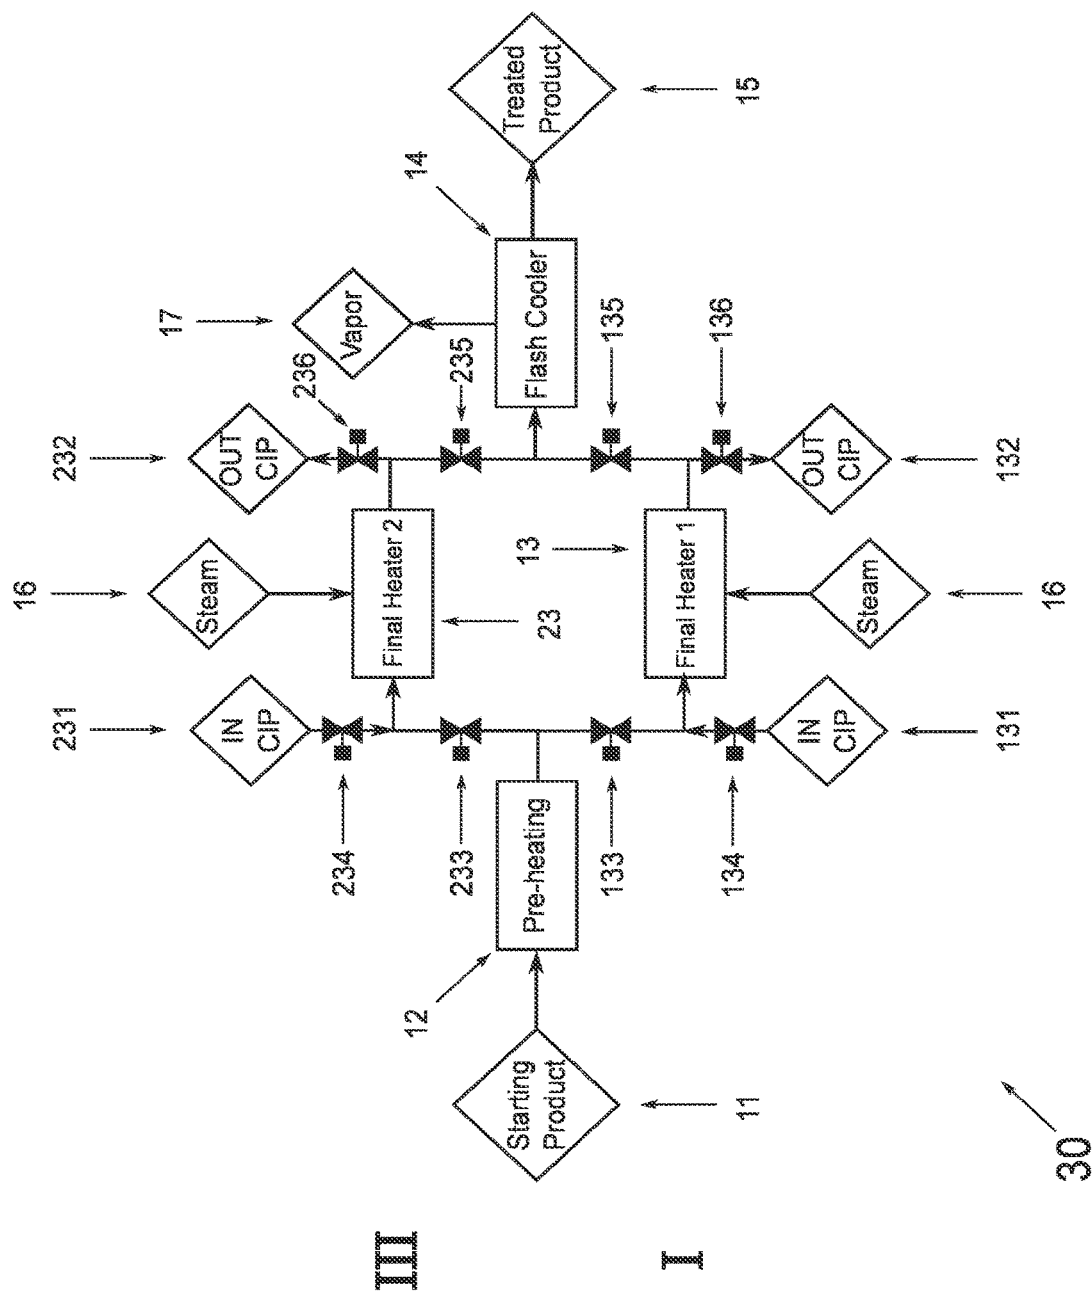 232
OUT
CIP
236
17
Vapor
235
14
Flash Cooler
Treated
Product
15
135
136
OUT
CIP
132
16
Steam
Final Heater 2
23
13
Final Heater 1
Steam
16
231
IN
CIP
234
233
133
134
IN
CIP
131
12
Pre-heating
Starting
Product
11
30
III
I